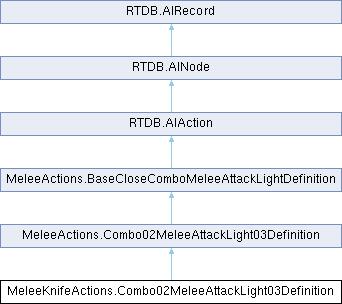 RTDB.AIRecord
RTDB.AINode
RTDB.AIAction
MeleeActions.BaseCloseComboMeleeAttackLightDefinition
MeleeActions.Combo02MeleeAttackLight03Definition
MeleeKnifeActions.Combo02MeleeAttackLight03Definition